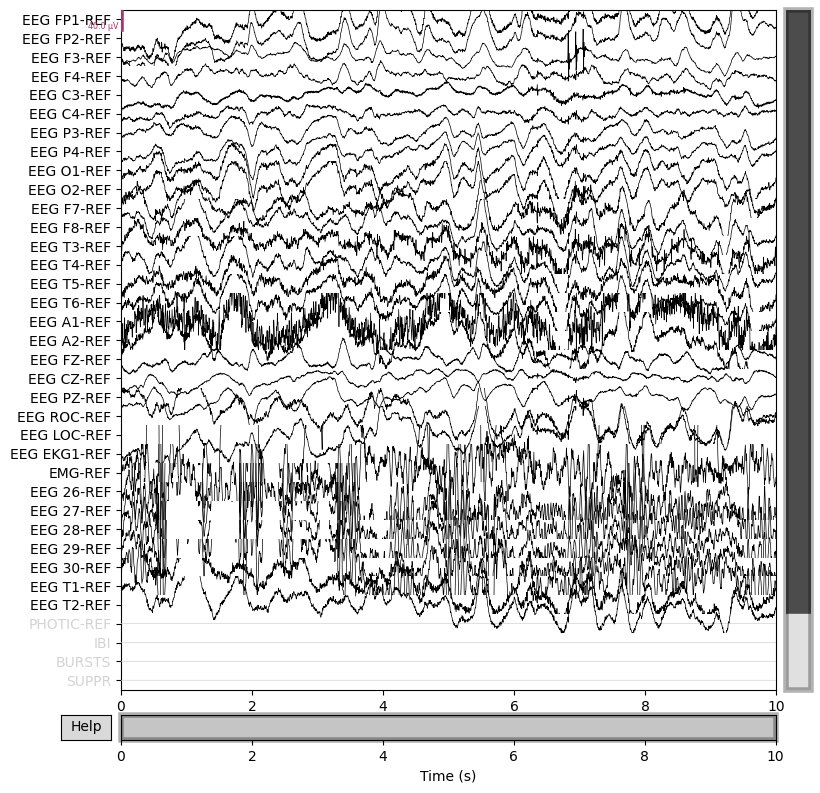 EEG FP1-REF
40.0 µV
EEG FP2-REF
EEG F3-REF
EEG F4-REF
EEG C3-REF
EEG C4-REF
EEG P3-REF
EEG P4-REF
EEG O1-REF
EEG O2-REF
EEG F7-REF
EEG F8-REF
EEG T3-REF
EEG T4-REF
EEG T5-REF
EEG T6-REF
EEG A1-REF
EEG A2-REF
EEG FZ-REF
EEG CZ-REF
EEG PZ-REF
EEG ROC-REF
EEG LOC-REF
EEG EKG1-REF
EMG-REF
EEG 26-REF
EEG 27-REF
EEG 28-REF
EEG 29-REF
EEG 30-REF
EEG T1-REF
EEG T2-REF
PHOTIC-REF
IBI
BURSTS
SUPPR
0 2 4 6 8 10
Help
0 2 4 6 8 10
Time (s)